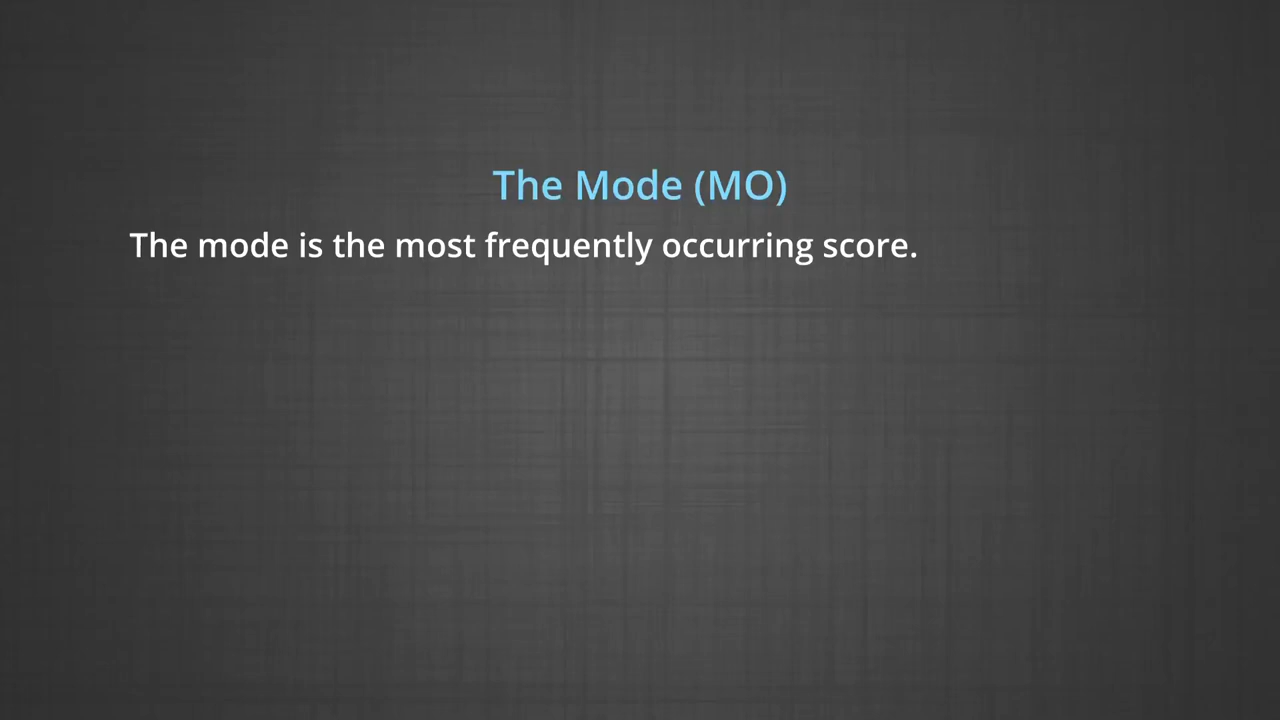 The Mode (MO)
The mode is the most frequently occurring score.